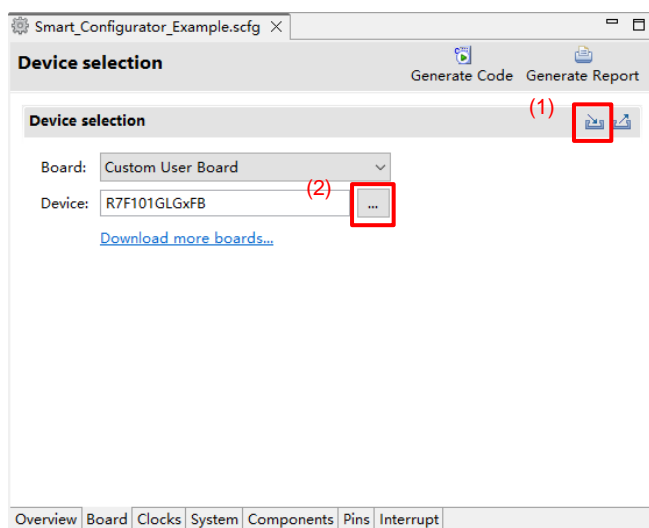 Smart_Configurator_Example.scfg
Device selection
Generate Code Generate Report
(1)
Device selection
Board: Custom User Board
(2)
Device: R7F101GLGxFB ...
Download more boards...
Overview Board Clocks System Components Pins Interrupt